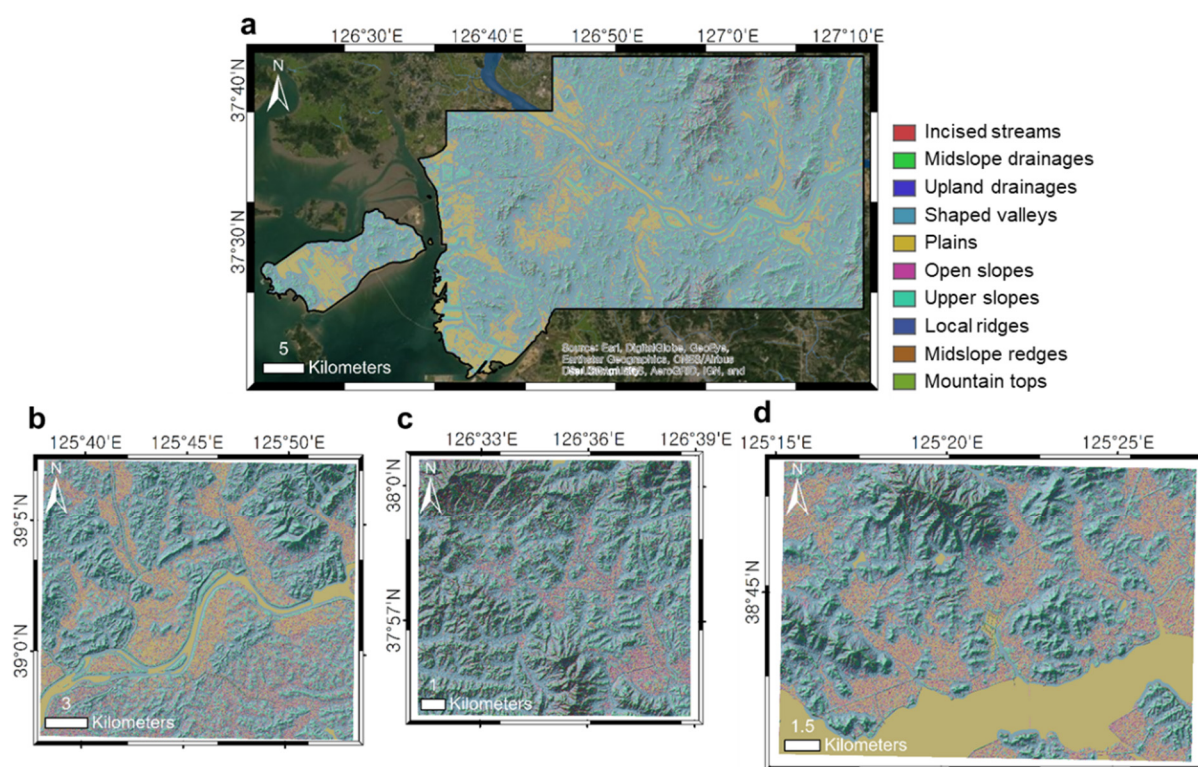 a
126°30'E 126°40'E 126°50'E 127°0'E 127°10'E
37°40'N
37°30'N
N
5
Kilometers
Source: Esri, DigitalGlobe, GeoEye,
Earthstar Geographics, CNES/Airbus
AeroGRID, IGN, and
Incised streams
Midslope drainages
Upland drainages
Shaped valleys
Plains
Open slopes
Upper slopes
Local ridges
Midslope redges
Mountain tops
b
125°40'E 125°45'E 125°50'E
39°5'N
39°0'N
N
3
Kilometers
c
126°33'E 126°36'E 126°39'E
38°0'N
37°57'N
N
1
Kilometers
d
125°15'E 125°20'E 125°25'E
38°45'N
N
1.5
Kilometers